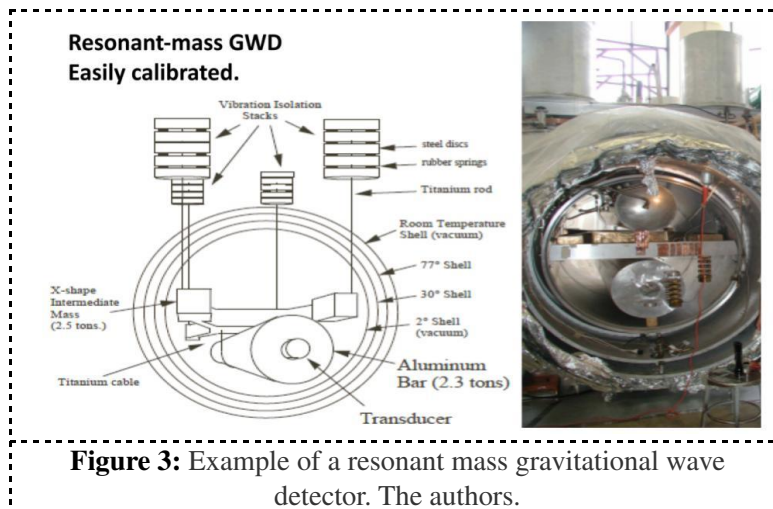 Resonant-mass GWD
Easily calibrated.
Vibration Isolation
Stacks
steel discs
rubber springs
Titanium rod
Room Temperature
Shell (vacuum)
77° Shell
X-shape
Intermediate
Mass
(2.5 tons.)
30° Shell
2° Shell
(vacuum)
Titanium cable
Aluminum
Bar (2.3 tons)
Transducer
Figure 3: Example of a resonant mass gravitational wave
detector. The authors.